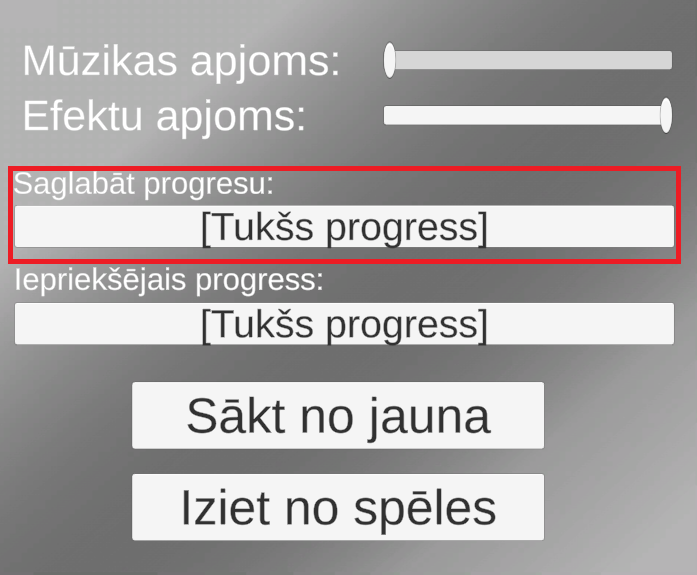 Mūzikas apjoms:
Efektu apjoms:
Saglabāt progresu:
[Tukšs progress]
Iepriekšējais progress:
[Tukšs progress]
Sākt no jauna
Iziet no spēles